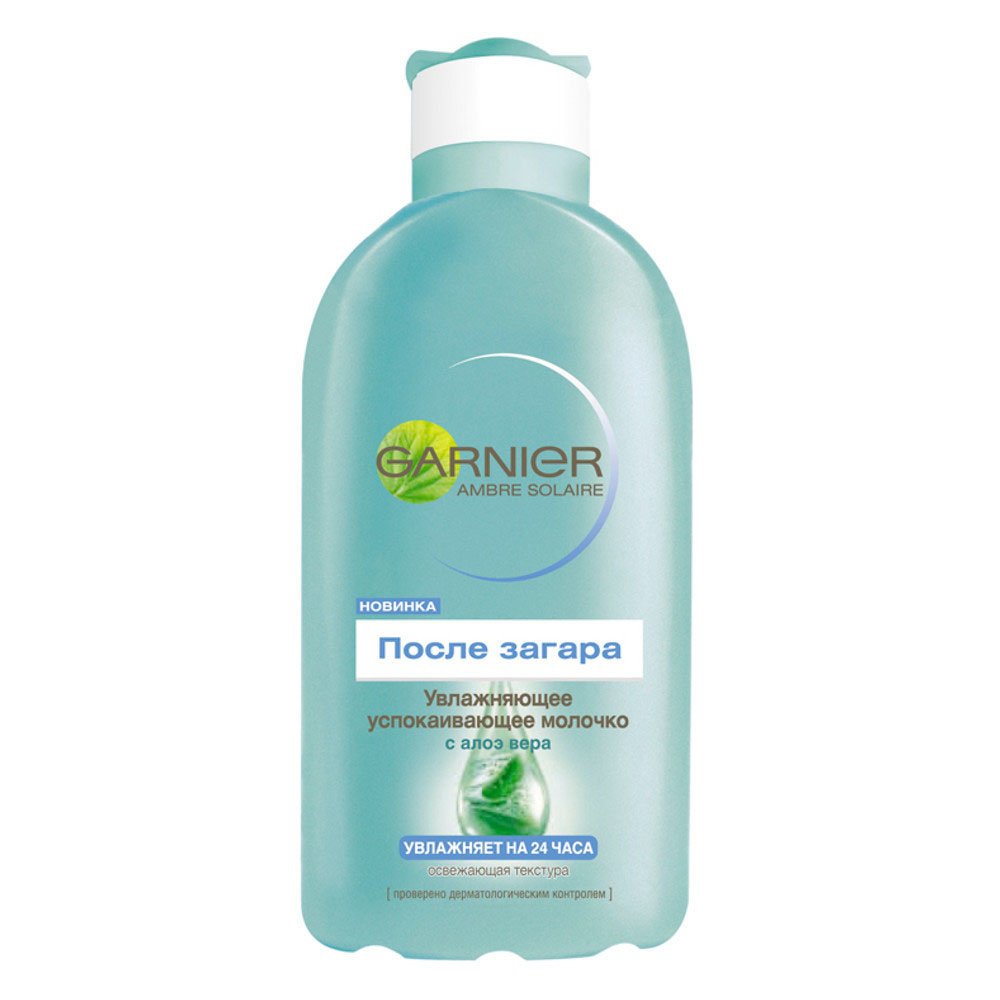 GARNIER
AMBRE SOLAIRE
НОВИНКА
После загара
Увлажняющее
успокаивающее молочко
с алоэ вера
УВЛАЖНЯЕТ НА 24 ЧАСА
освежающая текстура
[ проверено дерматологическим контролем ]